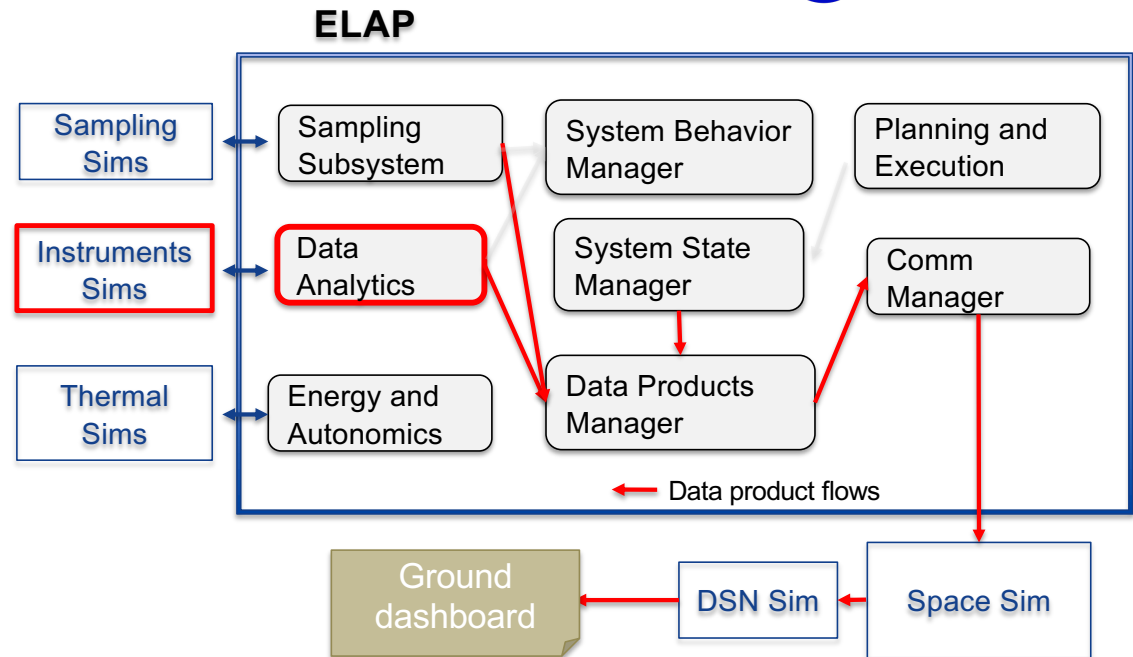 ELAP
Sampling
Sims
Sampling
Subsystem
System Behavior
Manager
Planning and
Execution
Instruments
Sims
Data
Analytics
System State
Manager
Comm
Manager
Thermal
Sims
Energy and
Autonomics
Data Products
Manager
Data product flows
Ground
dashboard
DSN Sim
Space Sim